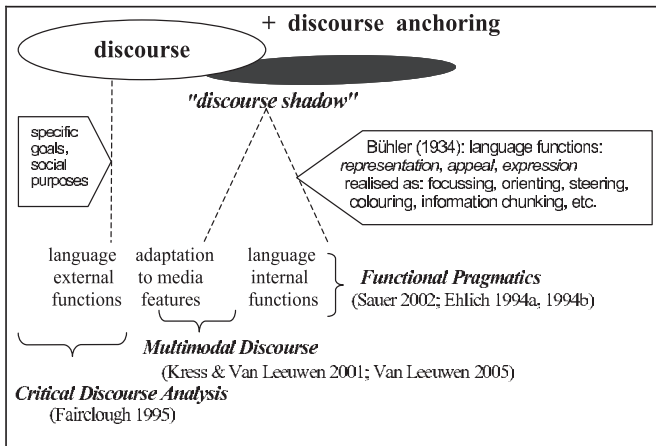 + discourse anchoring
discourse
"discourse shadow"
specific
goals,
social
purposes
Bühler (1934): language functions:
representation, appeal, expression
realised as: focussing, orienting, steering,
colouring, information chunking, etc.
language
external
functions
adaptation
to media
features
language
internal
functions
Functional Pragmatics
(Sauer 2002; Ehlich 1994a, 1994b)
Multimodal Discourse
(Kress & Van Leeuwen 2001; Van Leeuwen 2005)
Critical Discourse Analysis
(Fairclough 1995)